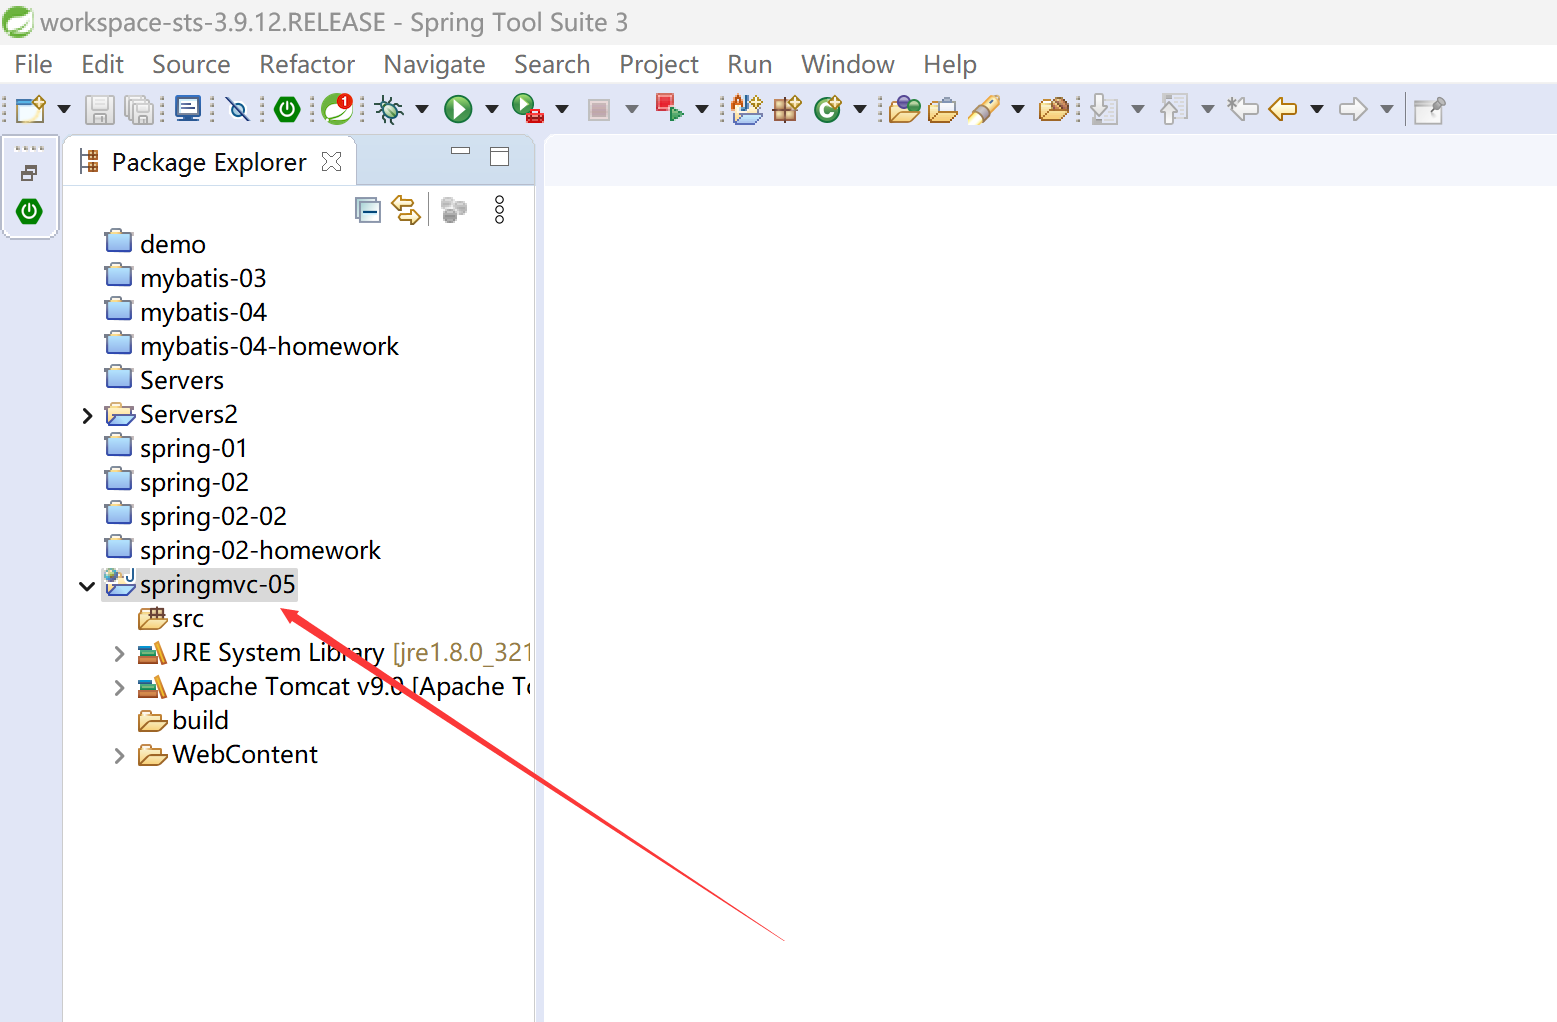 workspace-sts-3.9.12.RELEASE - Spring Tool Suite 3
File Edit Source Refactor Navigate Search Project Run Window Help
1
Package Explorer
demo
mybatis-03
mybatis-04
mybatis-04-homework
Servers
Servers2
spring-01
spring-02
spring-02-02
spring-02-homework
springmvc-05
src
JRE System Library [jre1.8.0_321
Apache Tomcat v9.0 [Apache To
build
WebContent